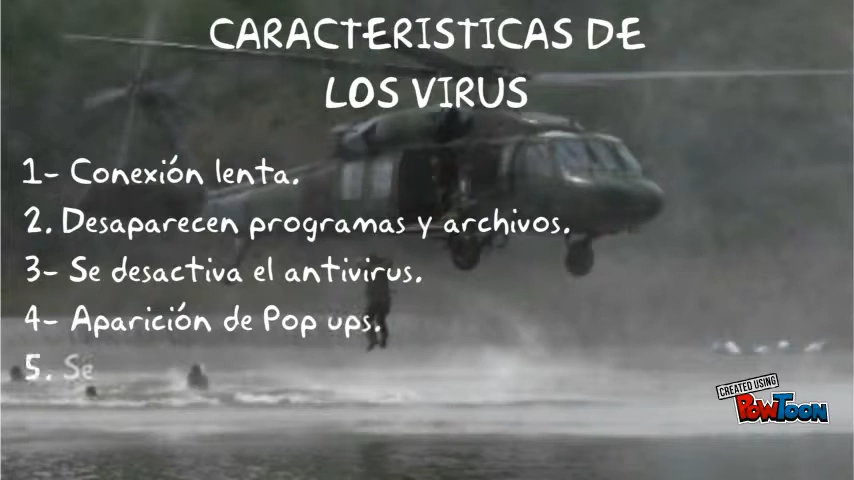 CARACTERISTICAS DE
LOS VIRUS
1- Conexión lenta.
2. Desaparecen programas y archivos.
3- Se desactiva el antivirus.
4- Aparición de Pop ups.
5. Se
CREATED USING
POWTOON